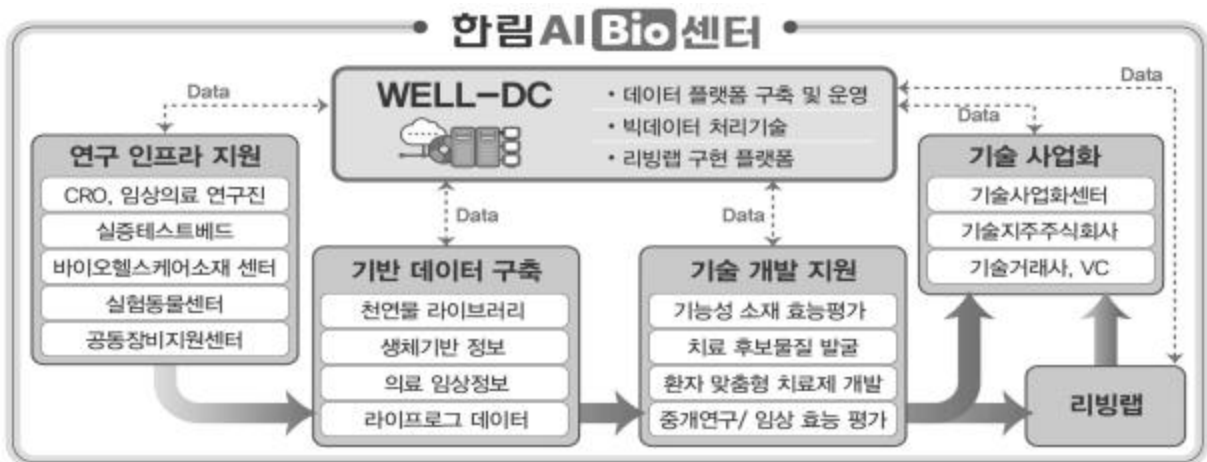 한림 AI Bio 센터
WELL-DC
• 데이터 플랫폼 구축 및 운영
• 빅데이터 처리기술
• 리빙랩 구현 플랫폼
Data
Data
Data
Data
Data
연구 인프라 지원
CRO, 임상의료 연구진
실증테스트베드
바이오헬스케어소재 센터
실험동물센터
공동장비지원센터
기반 데이터 구축
천연물 라이브러리
생체기반 정보
의료 임상정보
라이프로그 데이터
기술 개발 지원
기능성 소재 효능평가
치료 후보물질 발굴
환자 맞춤형 치료제 개발
중개연구/ 임상 효능 평가
기술 사업화
기술사업화센터
기술지주주식회사
기술거래사, VC
리빙랩